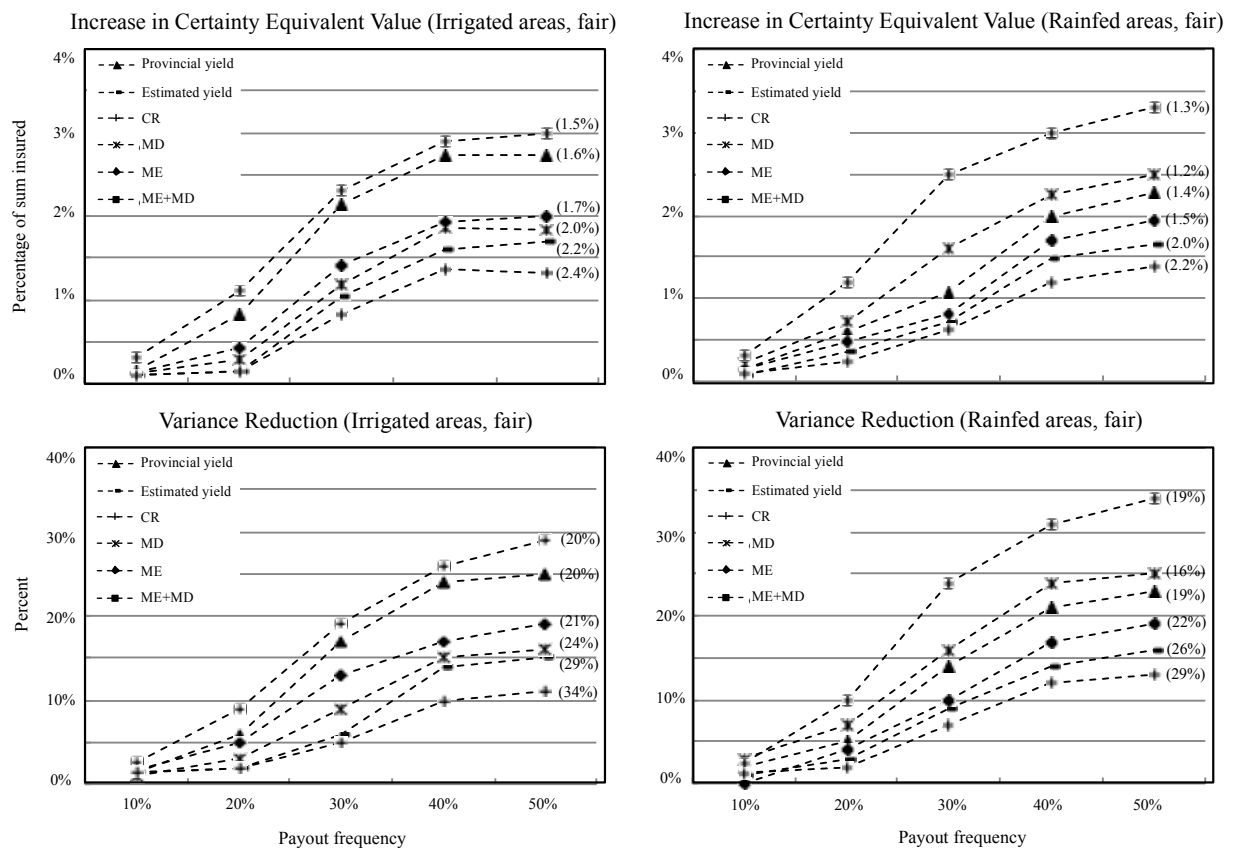 Increase in Certainty Equivalent Value (Irrigated areas, fair)
4%
3%
2%
1%
0%
Percentage of sum insured
Provincial yield
Estimated yield
CR
MD
ME
ME+MD
(1.5%)
(1.6%)
(1.7%)
(2.0%)
(2.2%)
(2.4%)
Increase in Certainty Equivalent Value (Rainfed areas, fair)
4%
3%
2%
1%
0%
Provincial yield
Estimated yield
CR
MD
ME
ME+MD
(1.3%)
(1.2%)
(1.4%)
(1.5%)
(2.0%)
(2.2%)
Variance Reduction (Irrigated areas, fair)
40%
30%
20%
10%
0%
Percent
Provincial yield
Estimated yield
CR
MD
ME
ME+MD
(20%)
(20%)
(21%)
(24%)
(29%)
(34%)
10% 20% 30% 40% 50%
Payout frequency
Variance Reduction (Rainfed areas, fair)
40%
30%
20%
10%
0%
Provincial yield
Estimated yield
CR
MD
ME
ME+MD
(19%)
(16%)
(19%)
(22%)
(26%)
(29%)
10% 20% 30% 40% 50%
Payout frequency